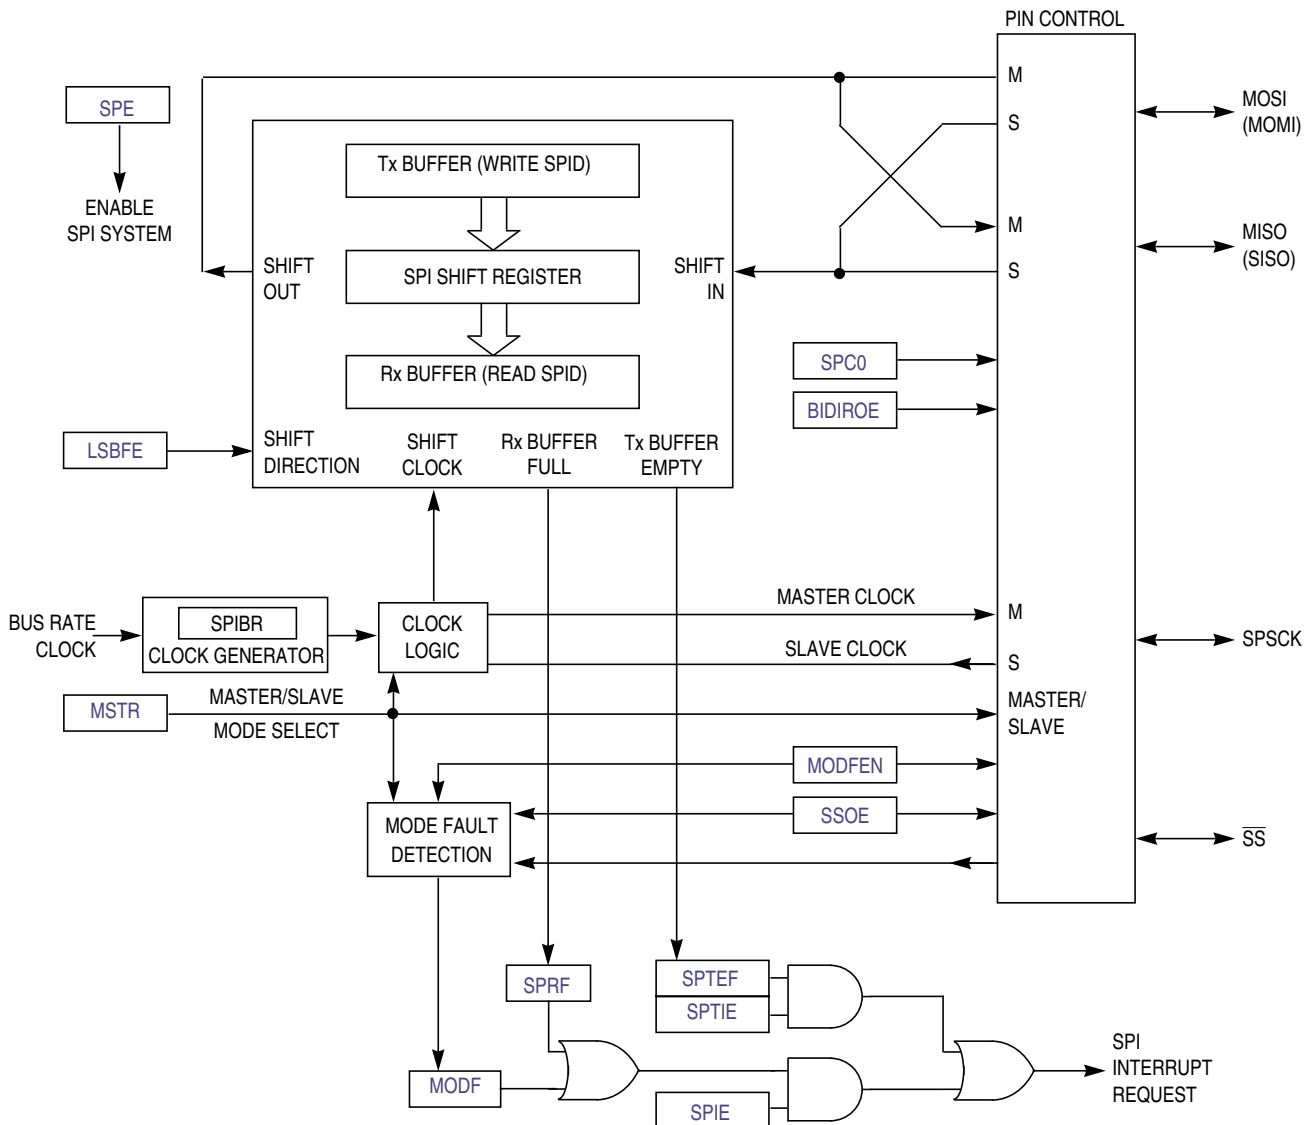 PIN CONTROL
M
SPE
MOSI
(MOMI)
S
Tx BUFFER (WRITE SPID)
ENABLE
SPI SYSTEM
M
MISO
(SISO)
SHIFT
OUT
SPI SHIFT REGISTER
SHIFT
IN
S
Rx BUFFER (READ SPID)
SPC0
BIDIROE
LSBFE
SHIFT
DIRECTION
SHIFT
CLOCK
Rx BUFFER
FULL
Tx BUFFER
EMPTY
BUS RATE
CLOCK
SPIBR
CLOCK GENERATOR
CLOCK
LOGIC
MASTER CLOCK
M
SLAVE CLOCK
S
SPSCK
MSTR
MASTER/SLAVE
MODE SELECT
MASTER/
SLAVE
MODFEN
SSOE
MODE FAULT
DETECTION
SS
SPRF
SPTEF
SPTIE
MODF
SPIE
SPI
INTERRUPT
REQUEST